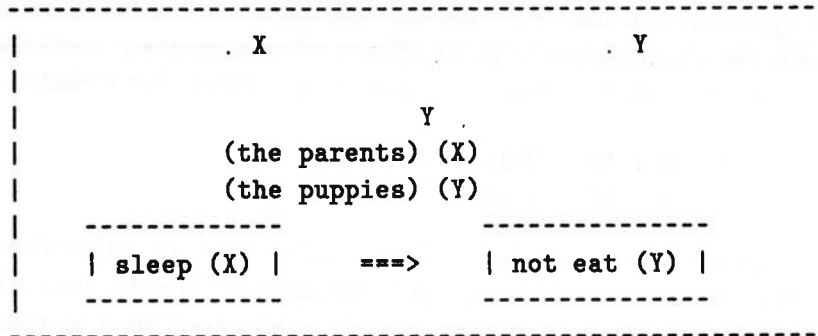 X Y
Y
(the parents) (X)
(the puppies) (Y)
| sleep (X) | ===> | not eat (Y) |